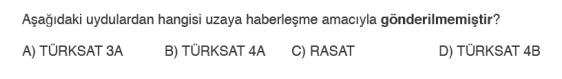 Aşağıdaki uydulardan hangisi uzaya haberleşme amacıyla gönderilmemiştir?
A) TÜRKSAT 3A B) TÜRKSAT 4A C) RASAT D) TÜRKSAT 4B